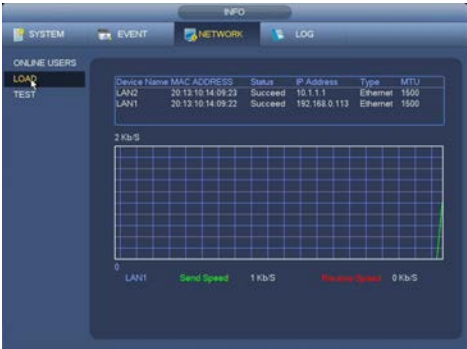 INFO
SYSTEM EVENT NETWORK LOG
ONLINE USERS
LOAD
TEST
Device Name MAC ADDRESS Status IP Address Type MTU
LAN2 20:13:10:14:09:23 Succeed 10.1.1.1 Ethernet 1500
LAN1 20:13:10:14:09:22 Succeed 192.168.0.113 Ethernet 1500
2 Kb/S
0
LAN1 Send Speed 1 Kb/S Receive Speed 0 Kb/S